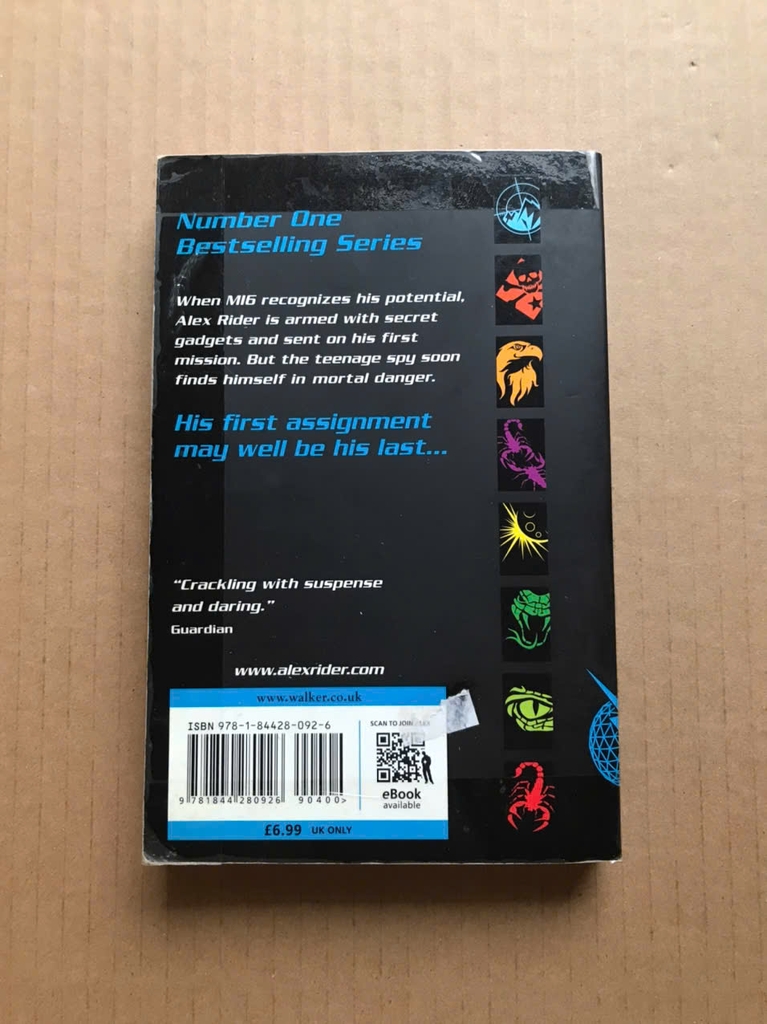 Number One
Bestselling Series
When MI6 recognizes his potential,
Alex Rider is armed with secret
gadgets and sent on his first
mission. But the teenage spy soon
finds himself in mortal danger.
His first assignment
may well be his last...
“Crackling with suspense
and daring.”
Guardian
www.alexrider.com
www.walker.co.uk
ISBN 978-1-84428-092-6
SCAN TO JOIN
9 781844 280926 90400>
eBook
available
£6.99 UK ONLY